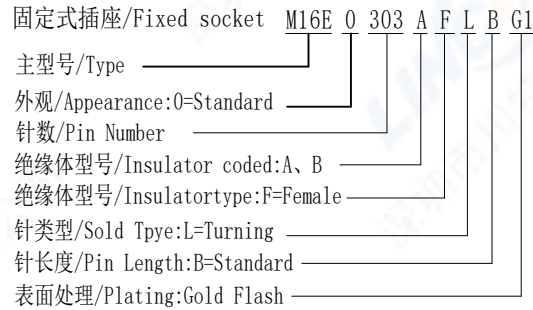 固定式插座/Fixed socket M16E 0 303 A F L B G1
主型号/Type
外观/Appearance:0=Standard
针数/Pin Number
绝缘体型号/Insulator coded:A、B
绝缘体型号/Insulatortype:F=Female
针类型/Sold Tpye:L=Turning
针长度/Pin Length:B=Standard
表面处理/Plating:Gold Flash